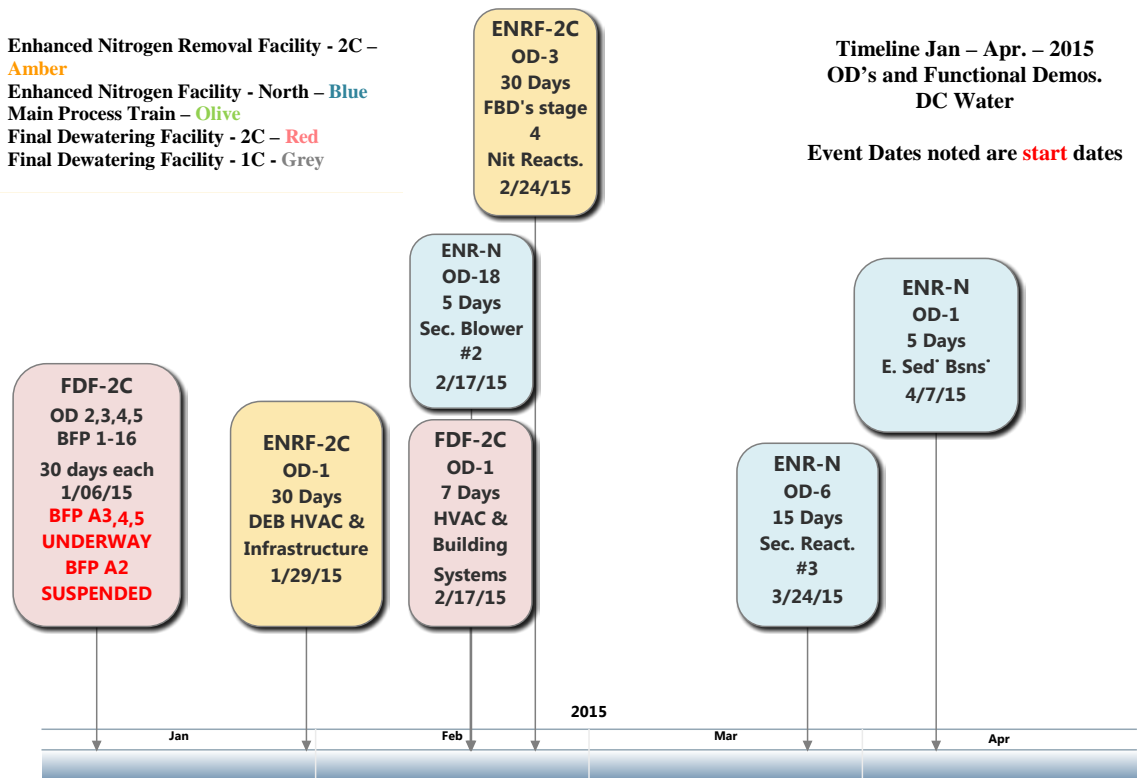 Enhanced Nitrogen Removal Facility - 2C –
Amber
Enhanced Nitrogen Facility - North – Blue
Main Process Train – Olive
Final Dewatering Facility - 2C – Red
Final Dewatering Facility - 1C - Grey
Timeline Jan – Apr. – 2015
OD's and Functional Demos.
DC Water
Event Dates noted are start dates
FDF-2C
OD 2,3,4,5
BFP 1-16
30 days each
1/06/15
BFP A3,4,5
UNDERWAY
BFP A2
SUSPENDED
ENRF-2C
OD-1
30 Days
DEB HVAC &
Infrastructure
1/29/15
ENR-N
OD-18
5 Days
Sec. Blower
#2
2/17/15
FDF-2C
OD-1
7 Days
HVAC &
Building
Systems
2/17/15
ENRF-2C
OD-3
30 Days
FBD's stage
4
Nit Reacts.
2/24/15
ENR-N
OD-6
15 Days
Sec. React.
#3
3/24/15
ENR-N
OD-1
5 Days
E. Sed˙ Bsns˙
4/7/15
2015
Jan
Feb
Mar
Apr